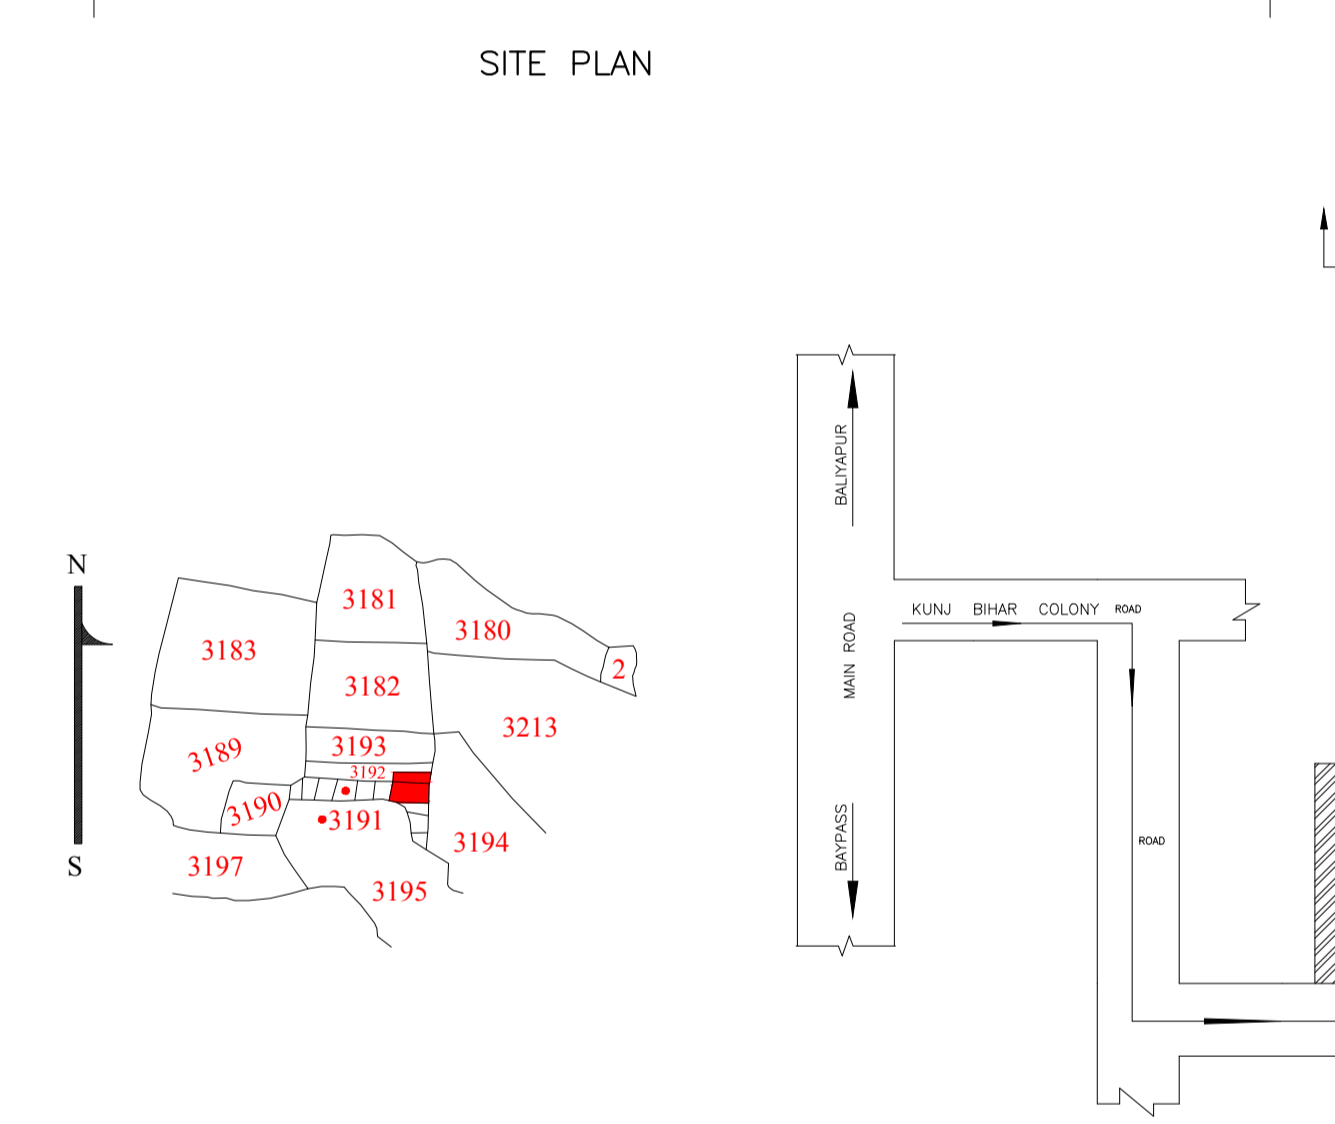 SITE PLAN
BALIYAPUR
MAIN ROAD
BAYPASS
KUNJ BIHAR COLONY ROAD
ROAD
N
S
3181
3180
3183
2
3182
3213
3193
3189
3192
3190
3191
3194
3197
3195